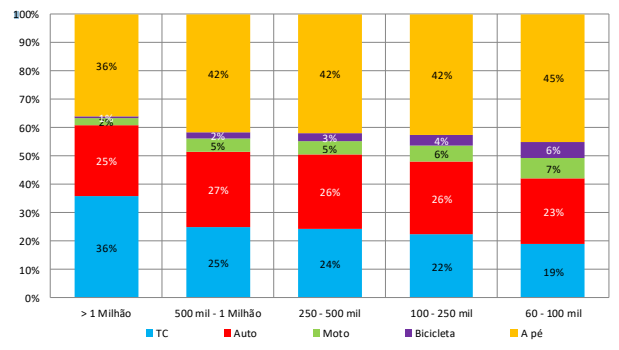 100%
90%
80%
70%
60%
50%
40%
30%
20%
10%
0%
36% 42% 42% 42% 45%
1% 2% 3% 4% 6%
2% 5% 5% 6% 7%
25% 27% 26% 26% 23%
36% 25% 24% 22% 19%
> 1 Milhão 500 mil - 1 Milhão 250 - 500 mil 100 - 250 mil 60 - 100 mil
TC Auto Moto Bicicleta A pé